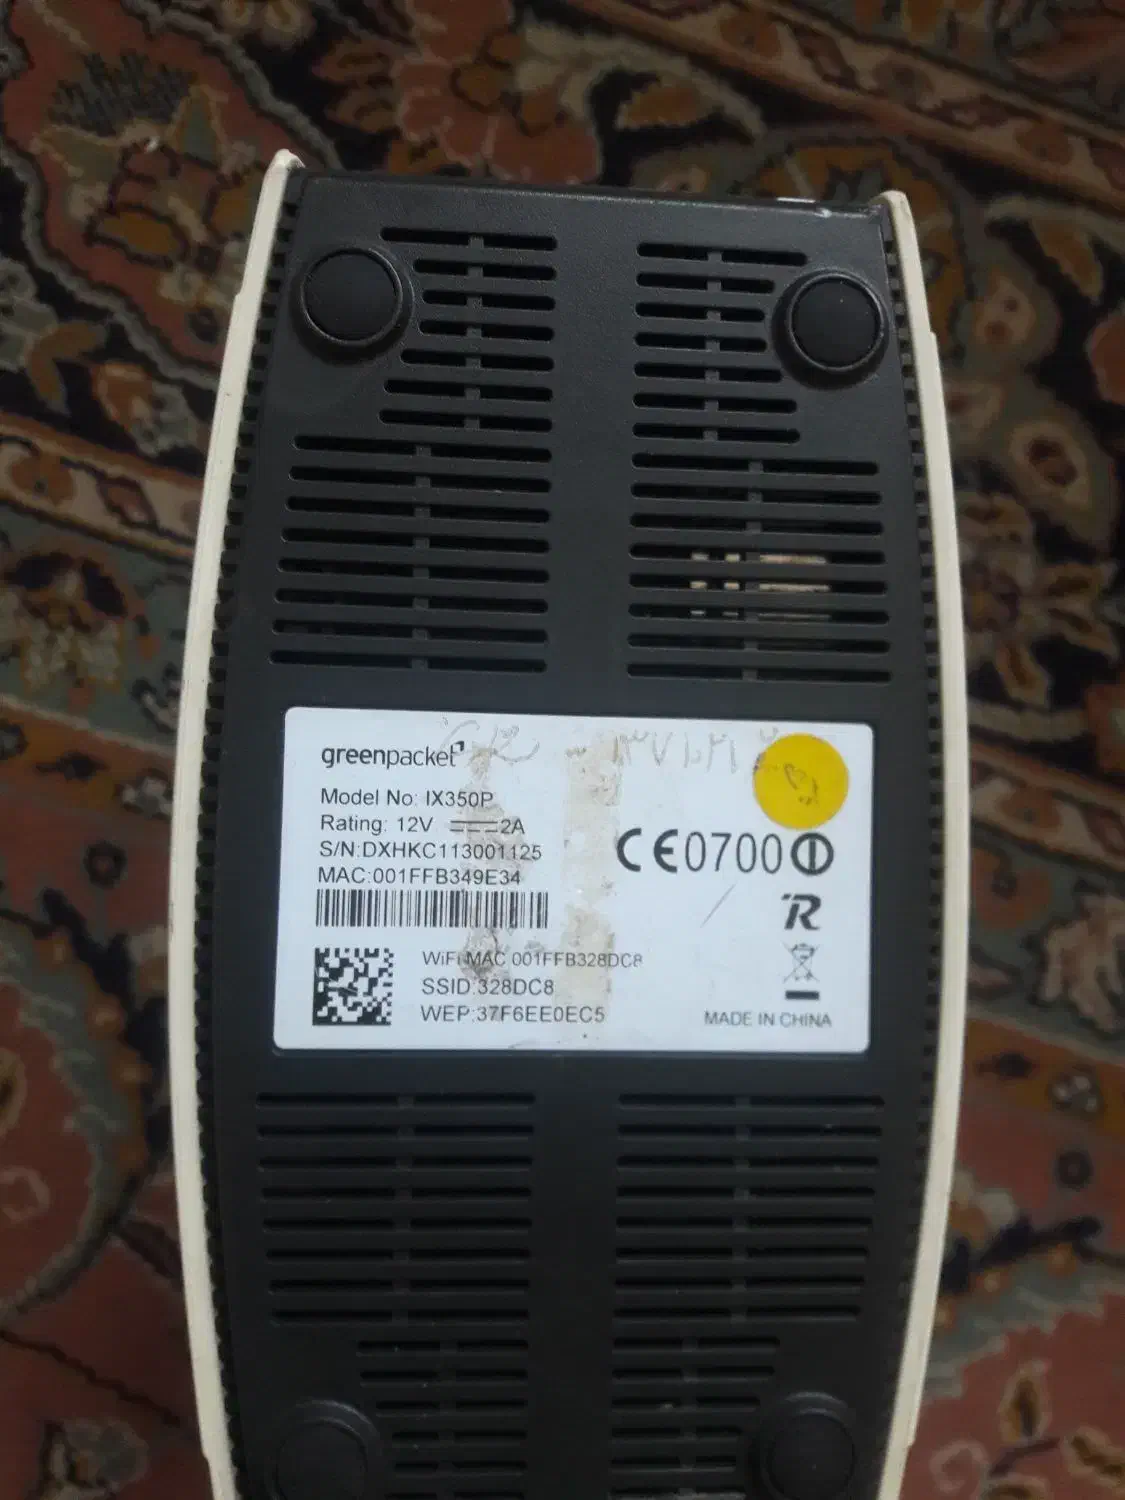 greenpacket
Model No: IX350P
Rating: 12V 2A
S/N:DXHKC113001125
MAC:001FFB349E34
CE0700
R
WiFi MAC 001FFB328DC8
SSID:328DC8
WEP:37F6EE0EC5
MADE IN CHINA